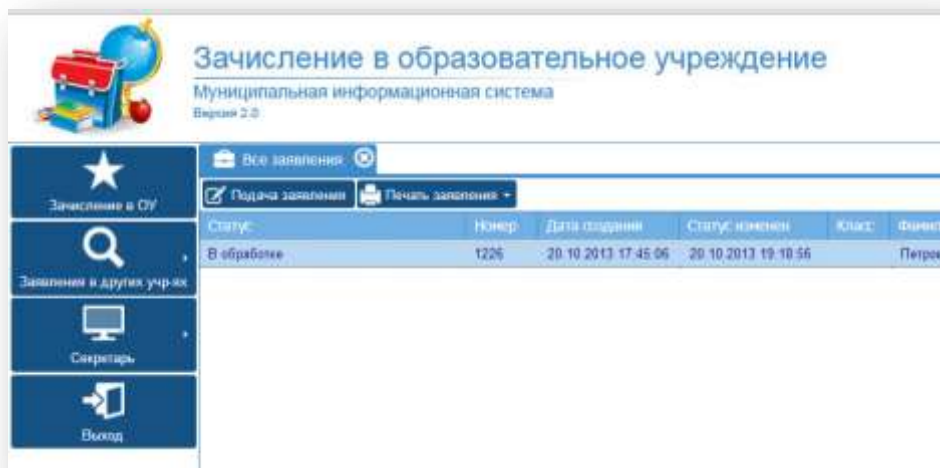 Зачисление в образовательное учреждение
Муниципальная информационная система
Версия 2.0
Зачисление в ОУ
Заявления в других учр-ях
Секретарь
Выход
Все заявления
Подача заявления Печать заявления
Статус Номер Дата создания Статус изменен Класс Фамил
В обработке 1226 20.10.2013 17:45:06 20.10.2013 19:18:56 Петров